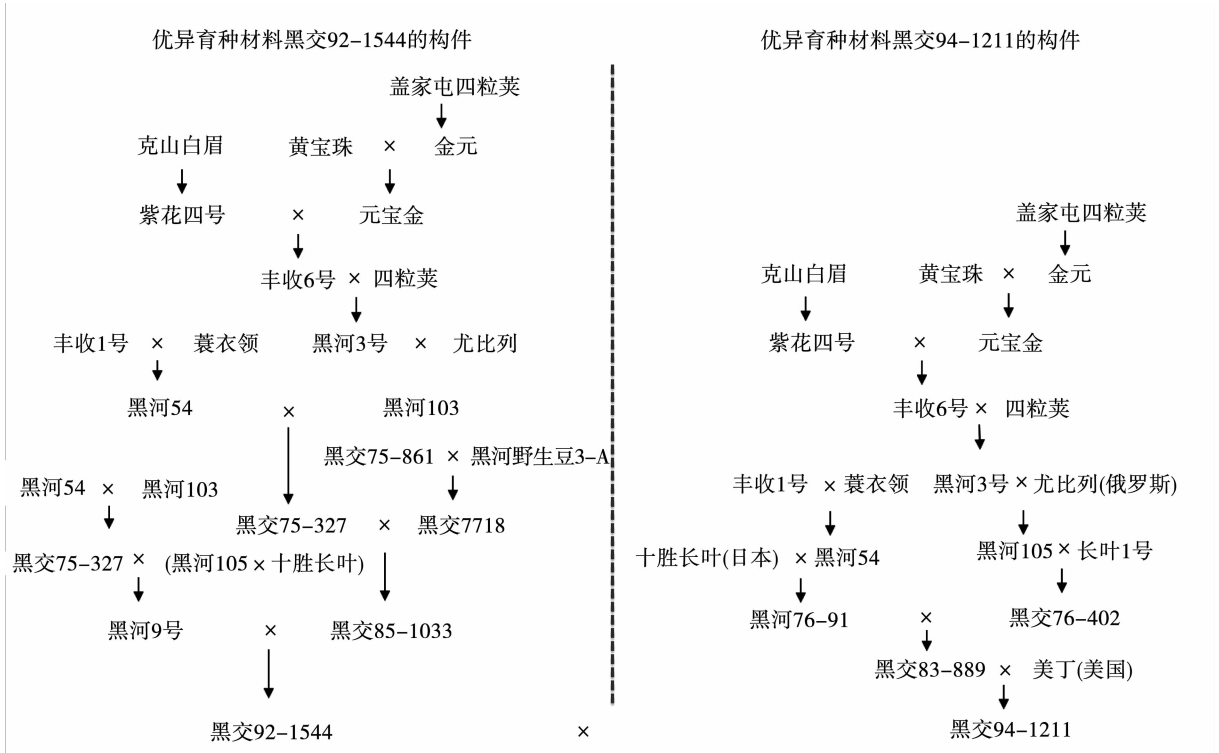 优异育种材料黑交92-1544的构件
盖家屯四粒荚
克山白眉 黄宝珠 × 金元
紫花四号 × 元宝金
丰收6号 × 四粒荚
丰收1号 × 蓑衣领 黑河3号 × 尤比列
黑河54 × 黑河103
黑交75-861 × 黑河野生豆3-A
黑河54 × 黑河103
黑交75-327 × 黑交7718
黑交75-327 × (黑河105×十胜长叶)
黑河9号 × 黑交85-1033
黑交92-1544 ×
优异育种材料黑交94-1211的构件
盖家屯四粒荚
克山白眉 黄宝珠 × 金元
紫花四号 × 元宝金
丰收6号 × 四粒荚
丰收1号 × 蓑衣领 黑河3号 × 尤比列(俄罗斯)
黑河105 × 长叶1号
十胜长叶(日本) × 黑河54
黑河76-91 × 黑交76-402
黑交83-889 × 美丁(美国)
黑交94-1211